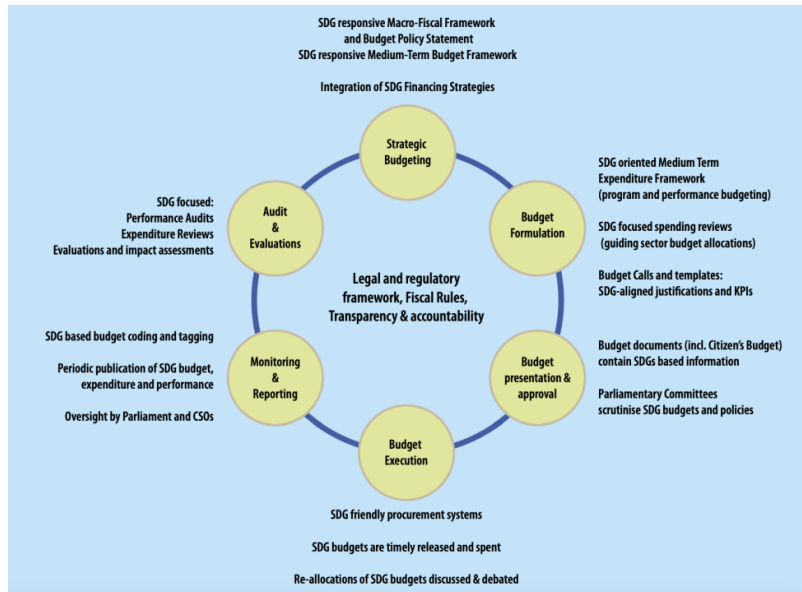 SDG responsive Macro-Fiscal Framework
and Budget Policy Statement
SDG responsive Medium-Term Budget Framework
Integration of SDG Financing Strategies
Strategic
Budgeting
SDG oriented Medium Term
Expenditure Framework
(program and performance budgeting)
SDG focused spending reviews
(guiding sector budget allocations)
Budget Calls and templates:
SDG-aligned justifications and KPIs
Budget
Formulation
Budget documents (incl. Citizen's Budget)
contain SDGs based information
Parliamentary Committees
scrutinise SDG budgets and policies
Budget
presentation &
approval
Budget
Execution
SDG friendly procurement systems
SDG budgets are timely released and spent
Re-allocations of SDG budgets discussed & debated
Monitoring
&
Reporting
SDG based budget coding and tagging
Periodic publication of SDG budget,
expenditure and performance
Oversight by Parliament and CSOs
Audit
&
Evaluations
SDG focused:
Performance Audits
Expenditure Reviews
Evaluations and impact assessments
Legal and regulatory
framework, Fiscal Rules,
Transparency & accountability